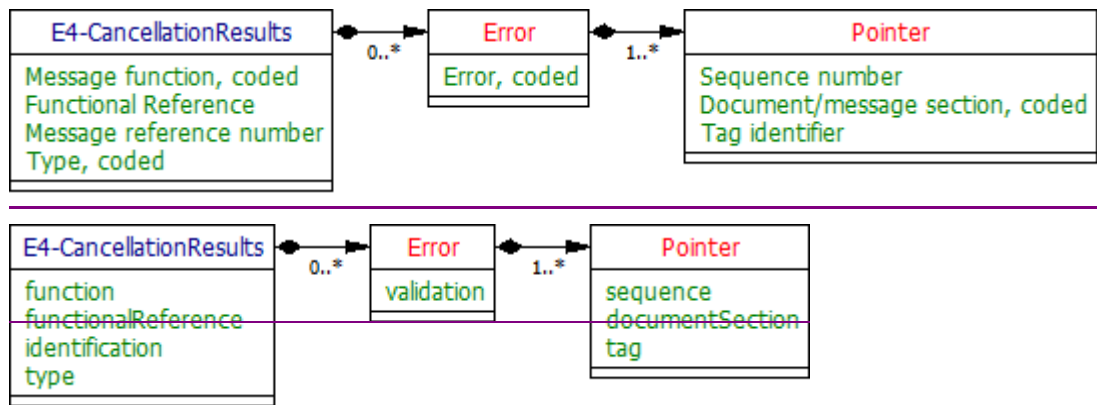 E4-CancellationResults
0..*
Error
1..*
Pointer
Message function, coded
Functional Reference
Message reference number
Type, coded
Error, coded
Sequence number
Document/message section, coded
Tag identifier
E4-CancellationResults
0..*
Error
1..*
Pointer
function
functionalReference
identification
type
validation
sequence
documentSection
tag